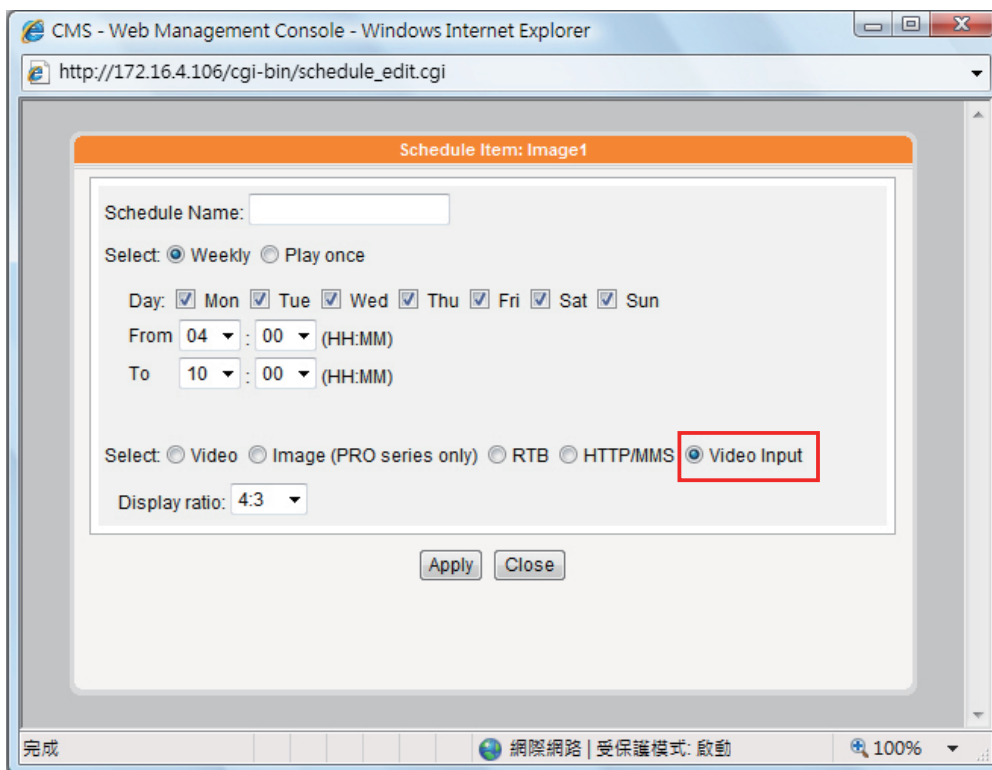 CMS - Web Management Console - Windows Internet Explorer
http://172.16.4.106/cgi-bin/schedule_edit.cgi
Schedule Item: Image1
Schedule Name:
Select: Weekly Play once
Day: Mon Tue Wed Thu Fri Sat Sun
From 04 : 00 (HH:MM)
To 10 : 00 (HH:MM)
Select: Video Image (PRO series only) RTB HTTP/MMS Video Input
Display ratio: 4:3
Apply Close
完成 網際網路 | 受保護模式: 啟動 100%